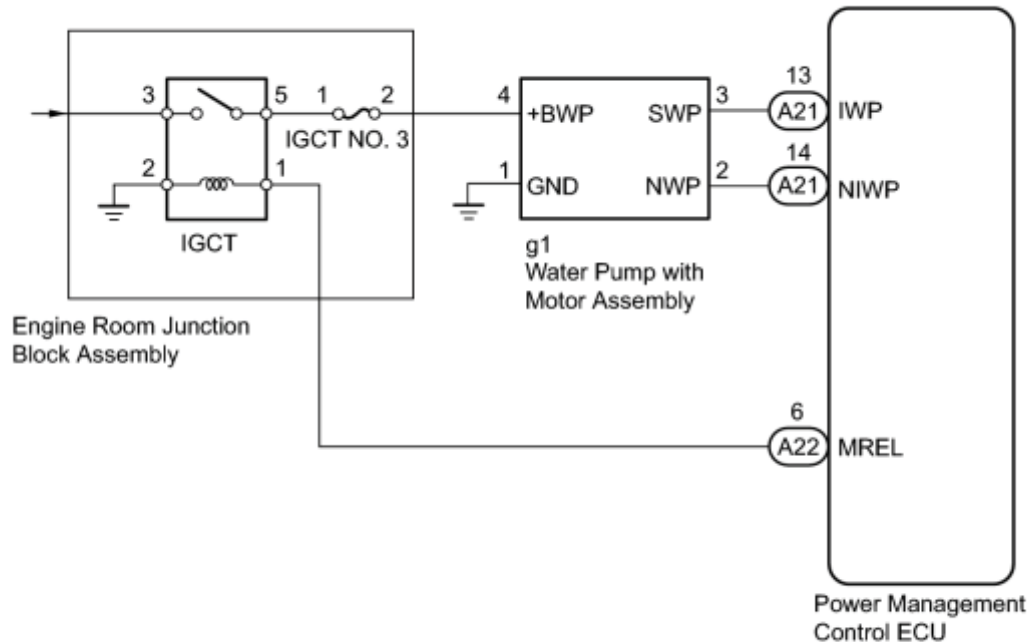 3
5
1
2
IGCT NO. 3
2
1
IGCT
Engine Room Junction
Block Assembly
4
+BWP
SWP
3
1
GND
NWP
2
g1
Water Pump with
Motor Assembly
13
A21
IWP
14
A21
NIWP
6
A22
MREL
Power Management
Control ECU